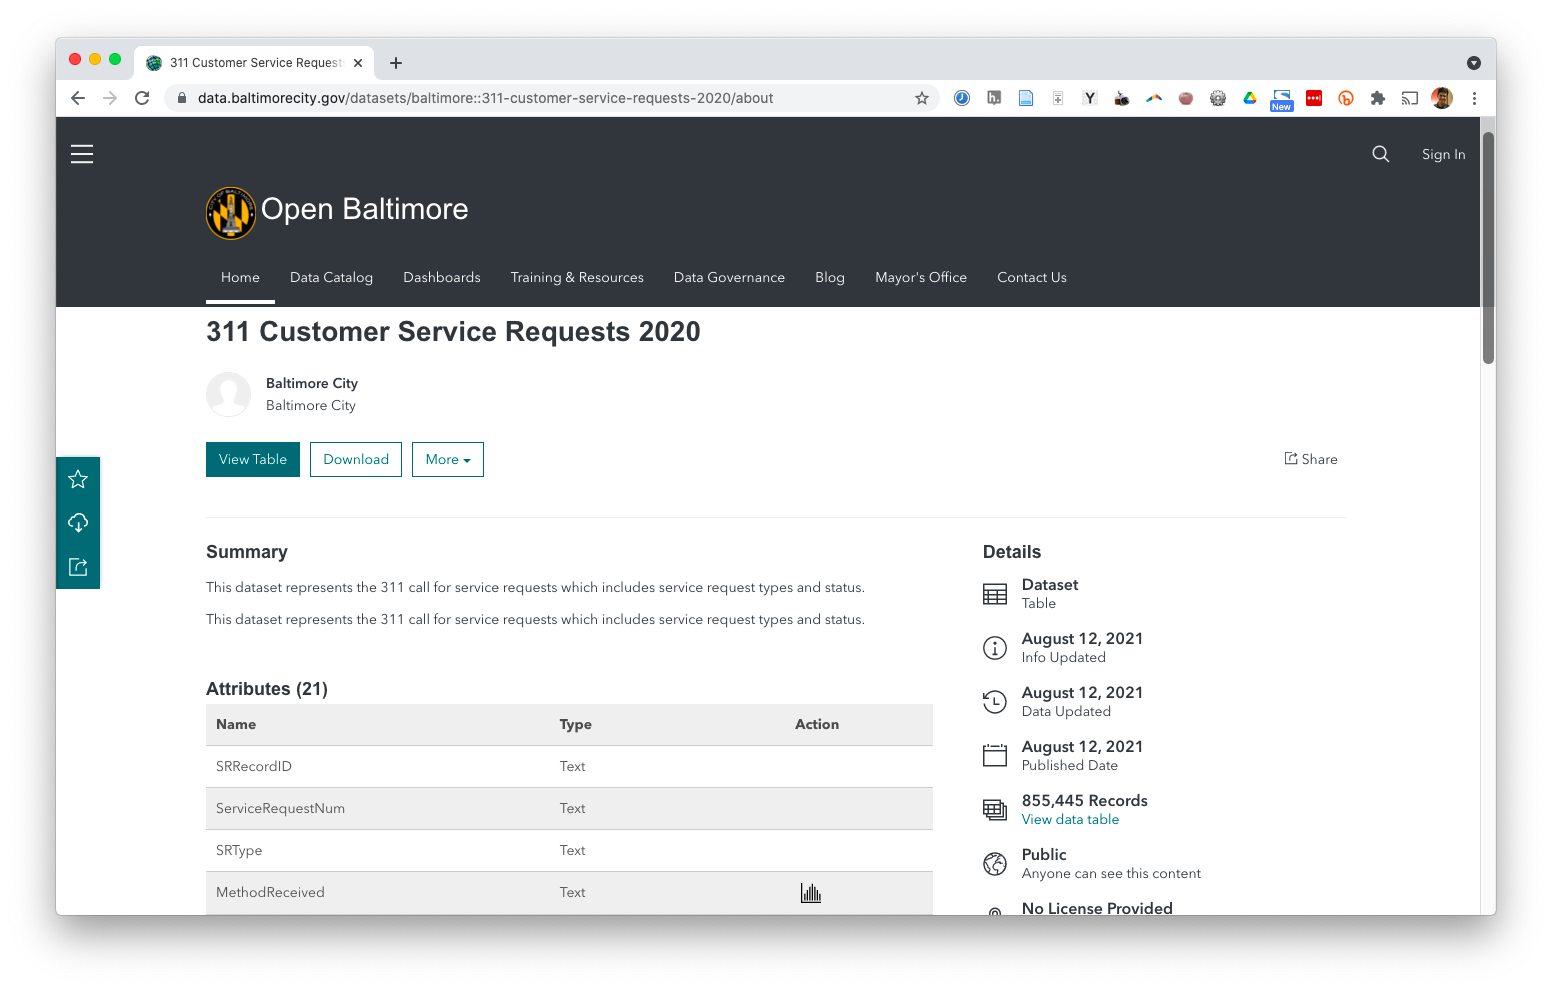 311 Customer Service Request
data.baltimorecity.gov/datasets/baltimore::311-customer-service-requests-2020/about
Y
New
Sign In
Open Baltimore
Home Data Catalog Dashboards Training & Resources Data Governance Blog Mayor's Office Contact Us
311 Customer Service Requests 2020
Baltimore City
Baltimore City
View Table Download More Share
Summary
This dataset represents the 311 call for service requests which includes service request types and status.
This dataset represents the 311 call for service requests which includes service request types and status.
Attributes (21)
Name Type Action
SRRecordID Text
ServiceRequestNum Text
SRType Text
MethodReceived Text
Details
Dataset
Table
August 12, 2021
Info Updated
August 12, 2021
Data Updated
August 12, 2021
Published Date
855,445 Records
View data table
Public
Anyone can see this content
No License Provided